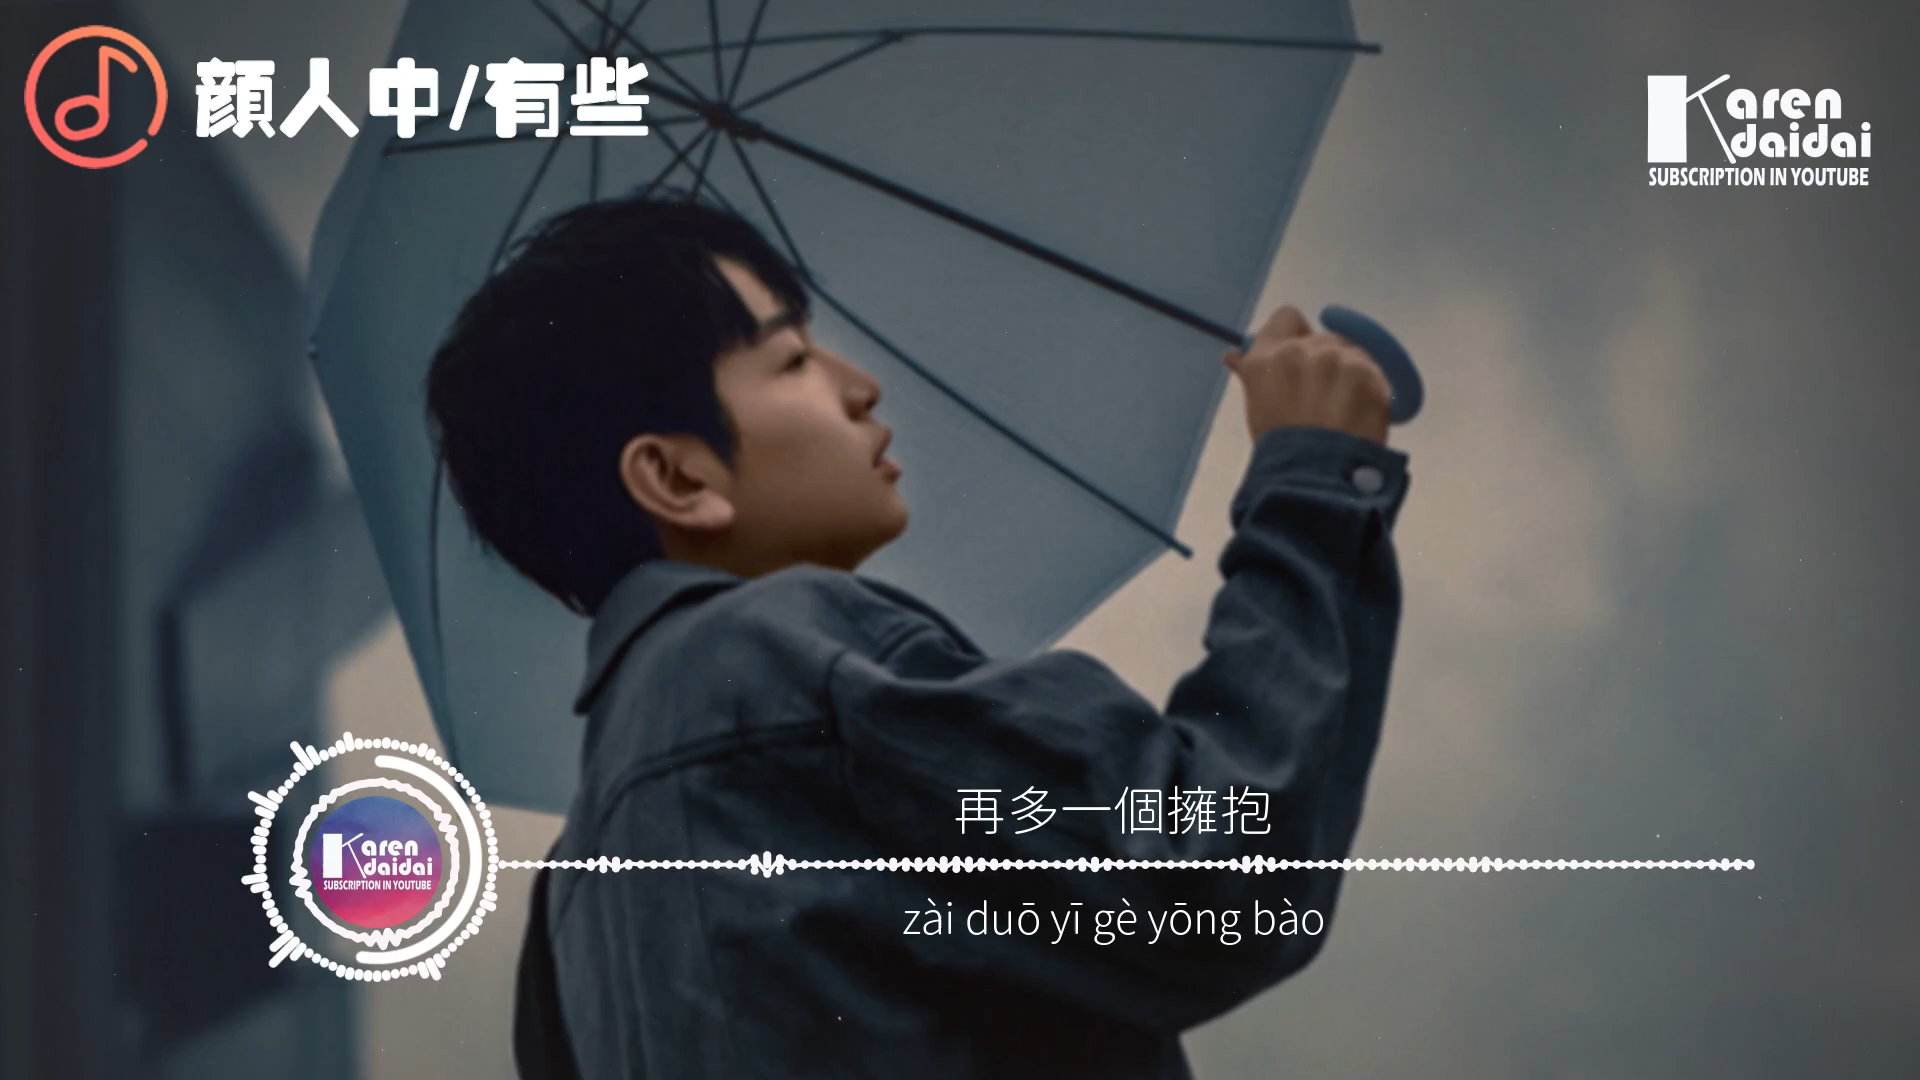 顏人中/有些
Karen
daidai
SUBSCRIPTION IN YOUTUBE
再多一個擁抱
Karen
daidai
SUBSCRIPTION IN YOUTUBE
zài duō yī gè yōng bào